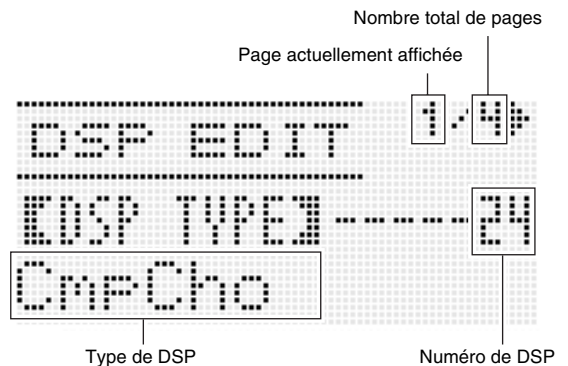 Nombre total de pages
Page actuellement affichée
DSP EDIT 1/4
[DSP TYPE]-----24
CmpCho
Type de DSP
Numéro de DSP